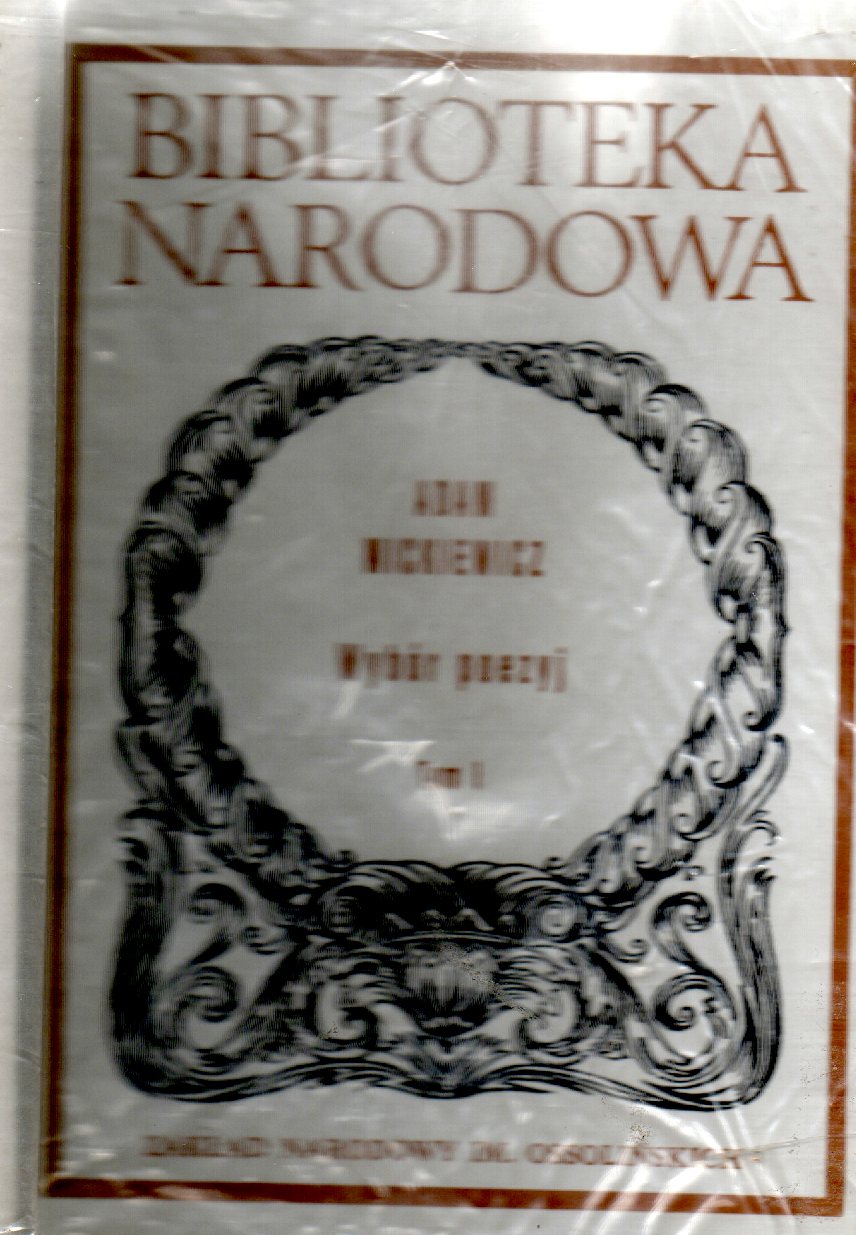 BIBLIOTEKA
NARODOWA
ADAM
MICKIEWICZ
Wybór poezyj
Tom I
ZAKŁAD NARODOWY IM. OSSOLIŃSKICH